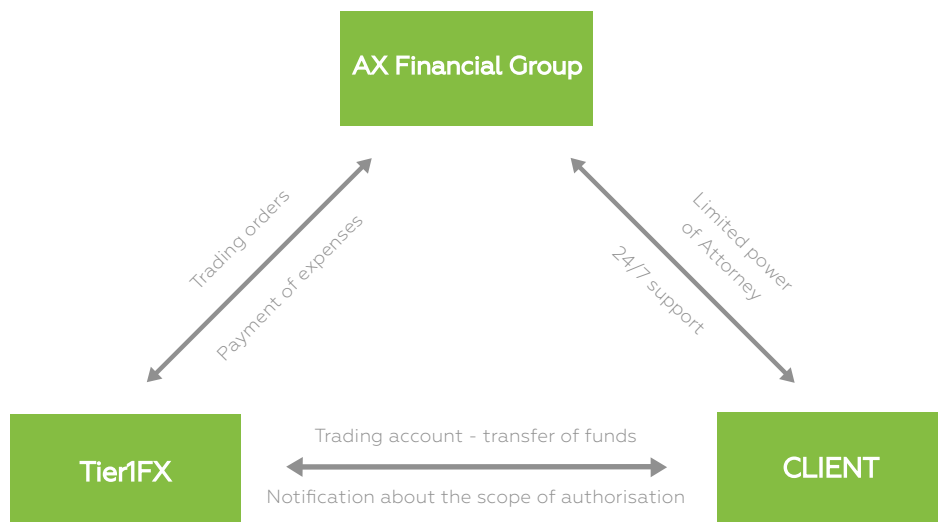 AX Financial Group
Trading orders
Payment of expenses
Limited power
of Attorney
24/7 support
Tier1FX
Trading account - transfer of funds
Notification about the scope of authorisation
CLIENT